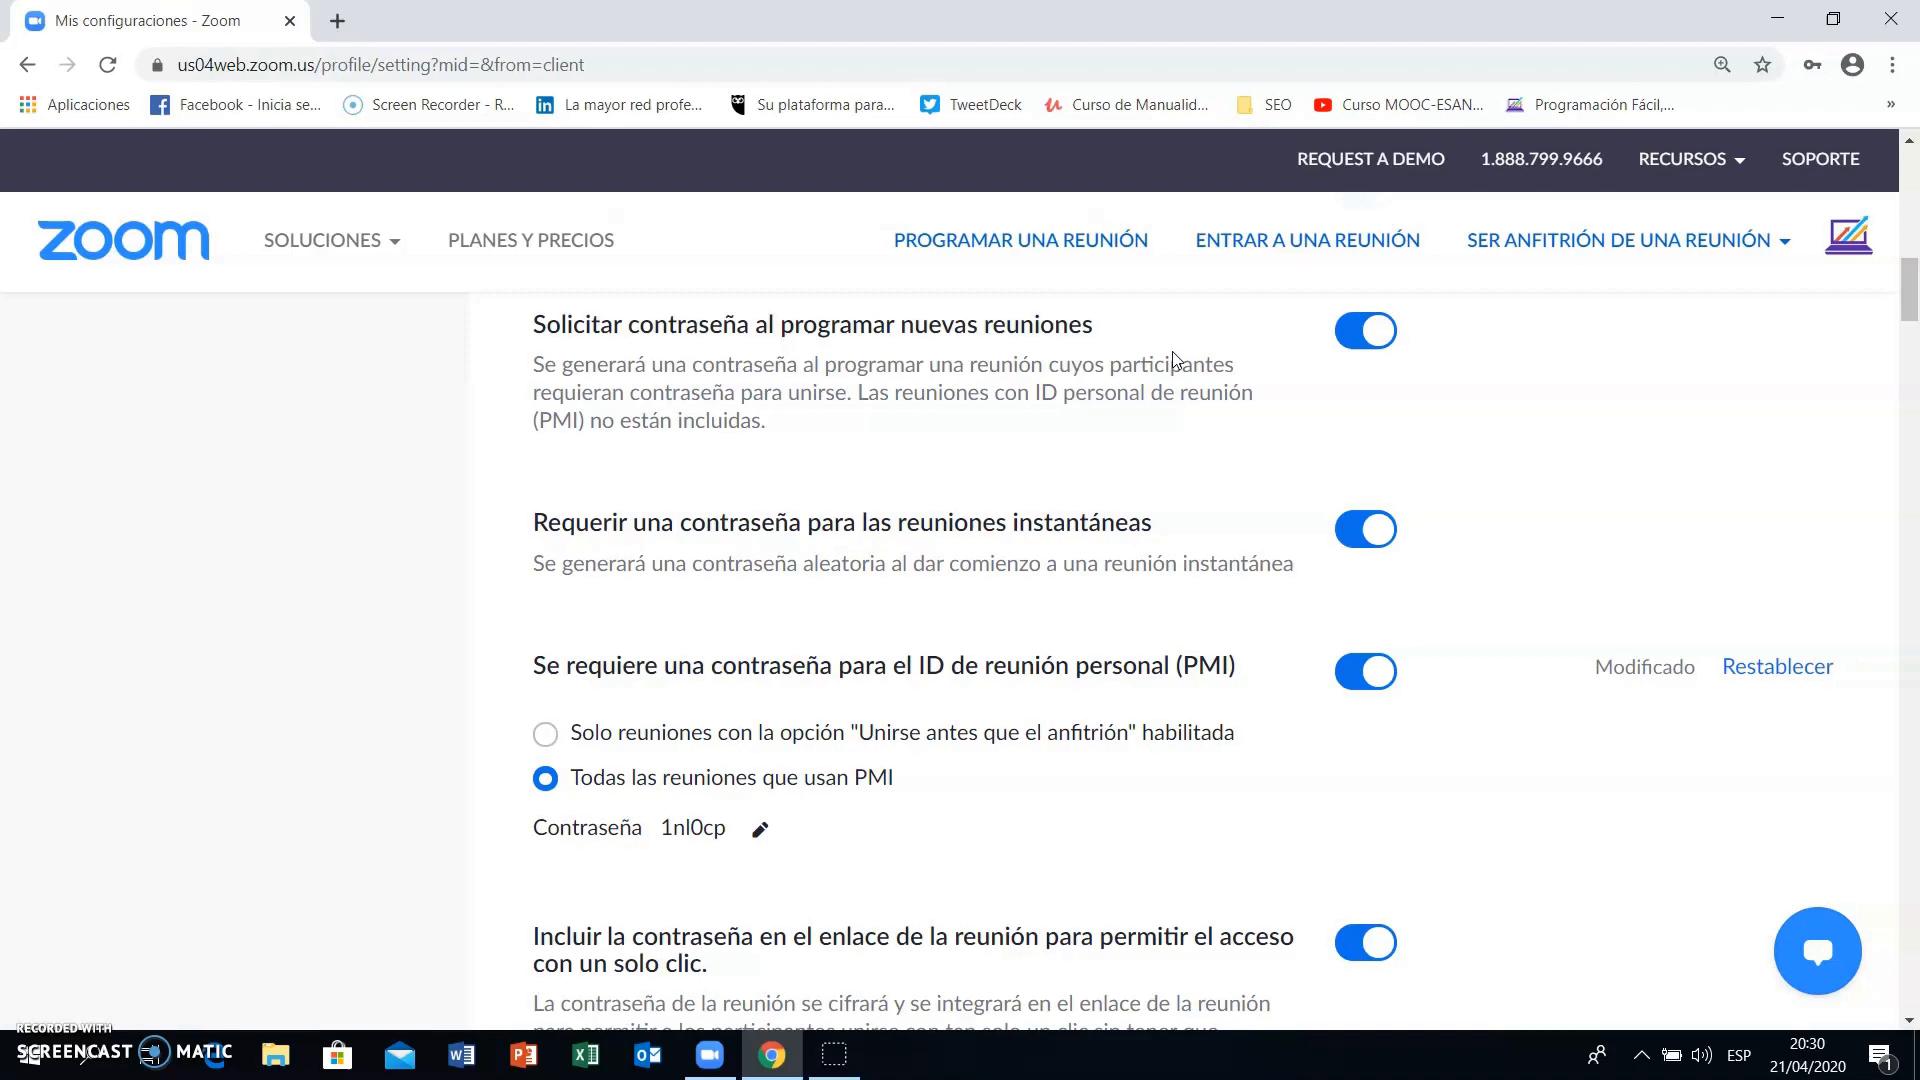 Mis configuraciones - Zoom
us04web.zoom.us/profile/setting?mid=&from=client
Aplicaciones
Facebook - Inicia se...
Screen Recorder - R...
La mayor red profe...
Su plataforma para...
TweetDeck
Curso de Manualid...
SEO
Curso MOOC-ESAN...
Programación Fácil,...
»
REQUEST A DEMO
1.888.799.9666
RECURSOS
SOPORTE
zoom
SOLUCIONES
PLANES Y PRECIOS
PROGRAMAR UNA REUNIÓN
ENTRAR A UNA REUNIÓN
SER ANFITRIÓN DE UNA REUNIÓN
Solicitar contraseña al programar nuevas reuniones
Se generará una contraseña al programar una reunión cuyos participantes
requieran contraseña para unirse. Las reuniones con ID personal de reunión
(PMI) no están incluidas.
Requerir una contraseña para las reuniones instantáneas
Se generará una contraseña aleatoria al dar comienzo a una reunión instantánea
Se requiere una contraseña para el ID de reunión personal (PMI)
Modificado
Restablecer
Solo reuniones con la opción "Unirse antes que el anfitrión" habilitada
Todas las reuniones que usan PMI
Contraseña 1nl0cp
Incluir la contraseña en el enlace de la reunión para permitir el acceso
con un solo clic.
La contraseña de la reunión se cifrará y se integrará en el enlace de la reunión
RECORDED WITH
SCREENCAST MATIC
ESP
20:30
21/04/2020
1